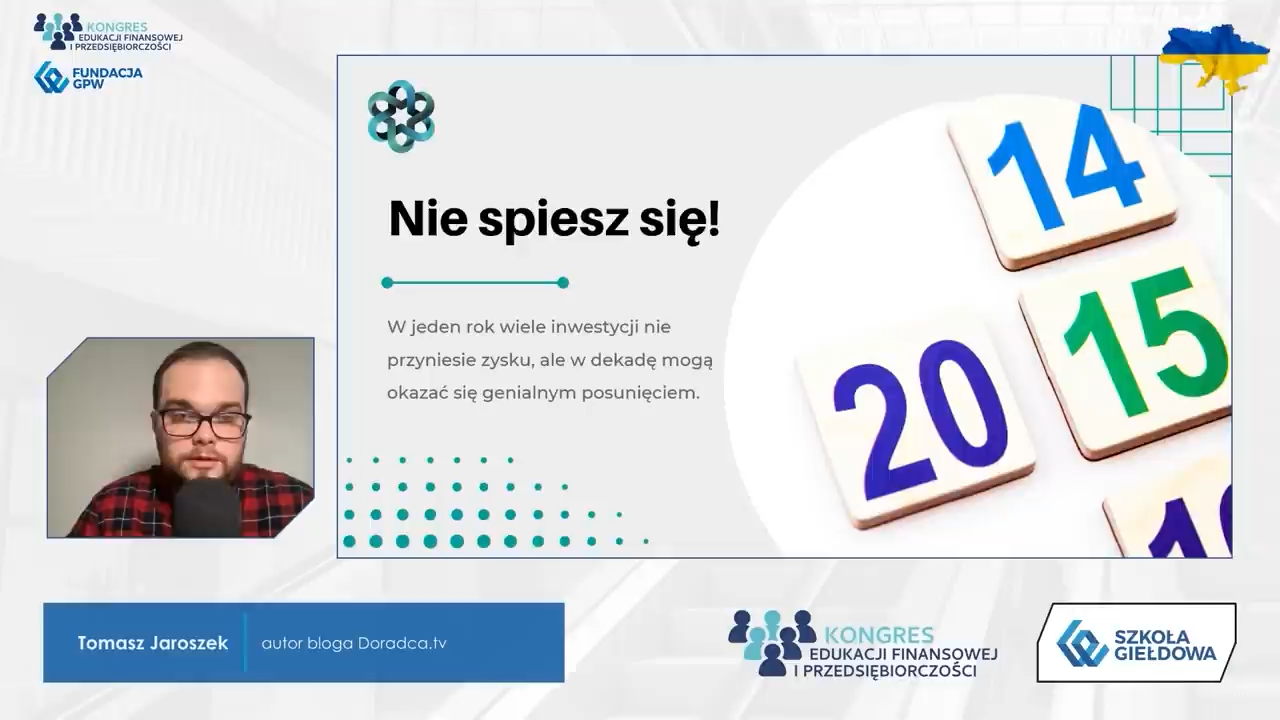 KONGRES
EDUKACJI FINANSOWEJ
I PRZEDSIĘBIORCZOŚCI
FUNDACJA
GPW
Nie spiesz się!
W jeden rok wiele inwestycji nie
przyniesie zysku, ale w dekadę mogą
okazać się genialnym posunięciem.
14
15
20
Tomasz Jaroszek
autor bloga Doradca.tv
KONGRES
EDUKACJI FINANSOWEJ
I PRZEDSIĘBIORCZOŚCI
SZKOŁA
GIEŁDOWA